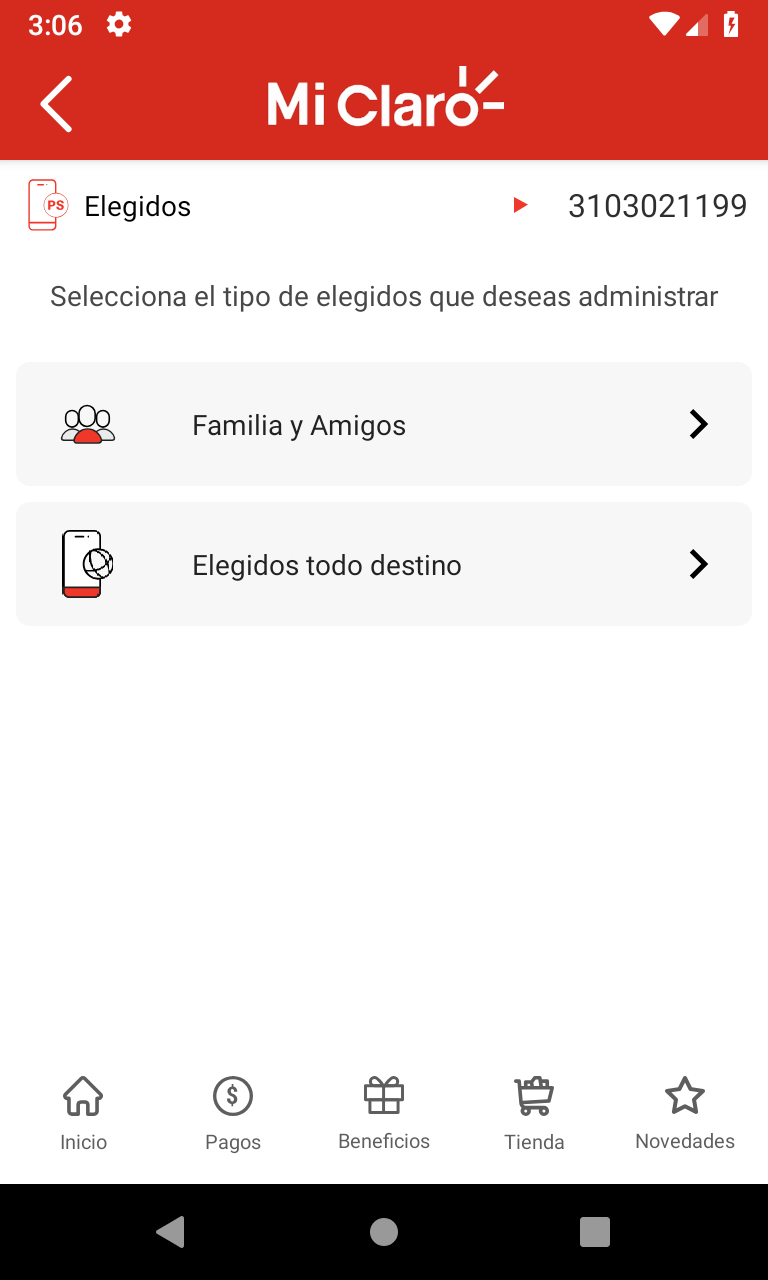 3:06
Mi Claro
PS
Elegidos
3103021199
Selecciona el tipo de elegidos que deseas administrar
Familia y Amigos
Elegidos todo destino
$
Inicio
Pagos
Beneficios
Tienda
Novedades